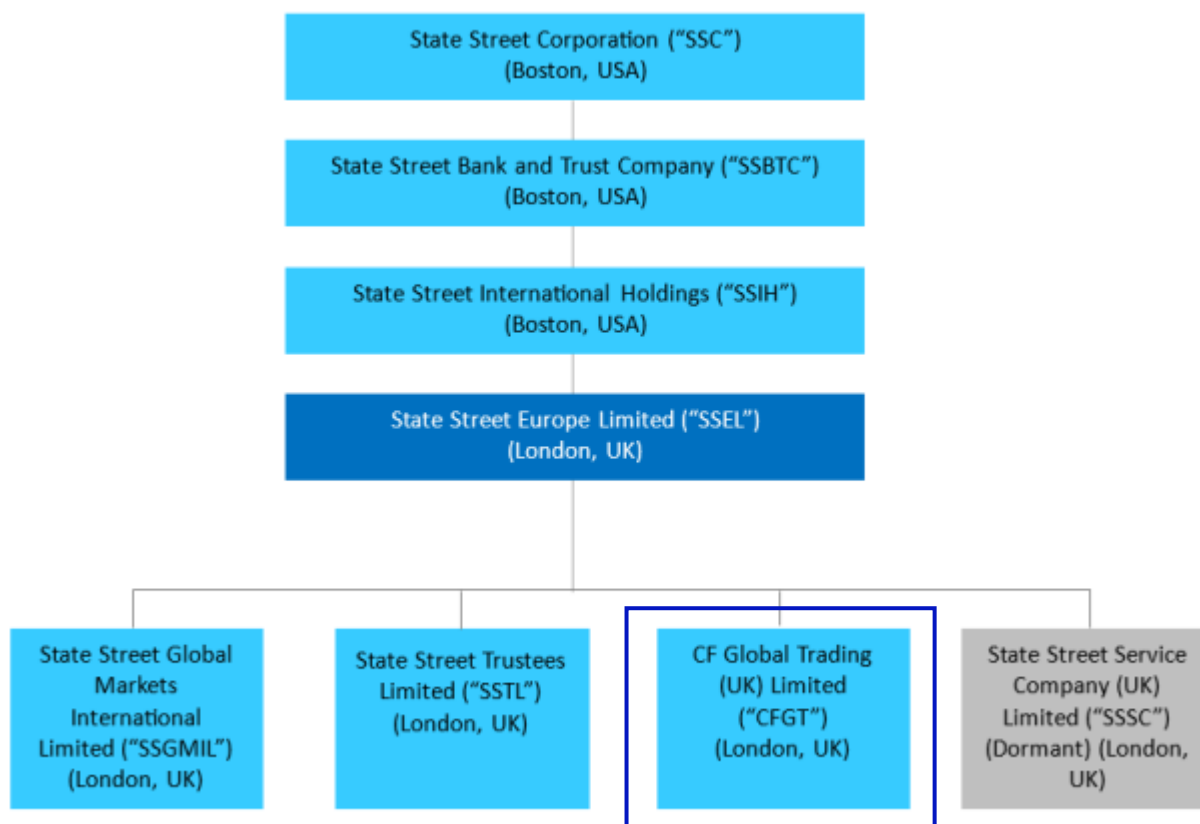 State Street Corporation (“SSC”)
(Boston, USA)
State Street Bank and Trust Company (“SSBTC”)
(Boston, USA)
State Street International Holdings (“SSIH”)
(Boston, USA)
State Street Europe Limited (“SSEL”)
(London, UK)
State Street Global
Markets
International
Limited (“SSGMIL”)
(London, UK)
State Street Trustees
Limited (“SSTL”)
(London, UK)
CF Global Trading
(UK) Limited
(“CFGT”)
(London, UK)
State Street Service
Company (UK)
Limited (“SSSC”)
(Dormant) (London,
UK)